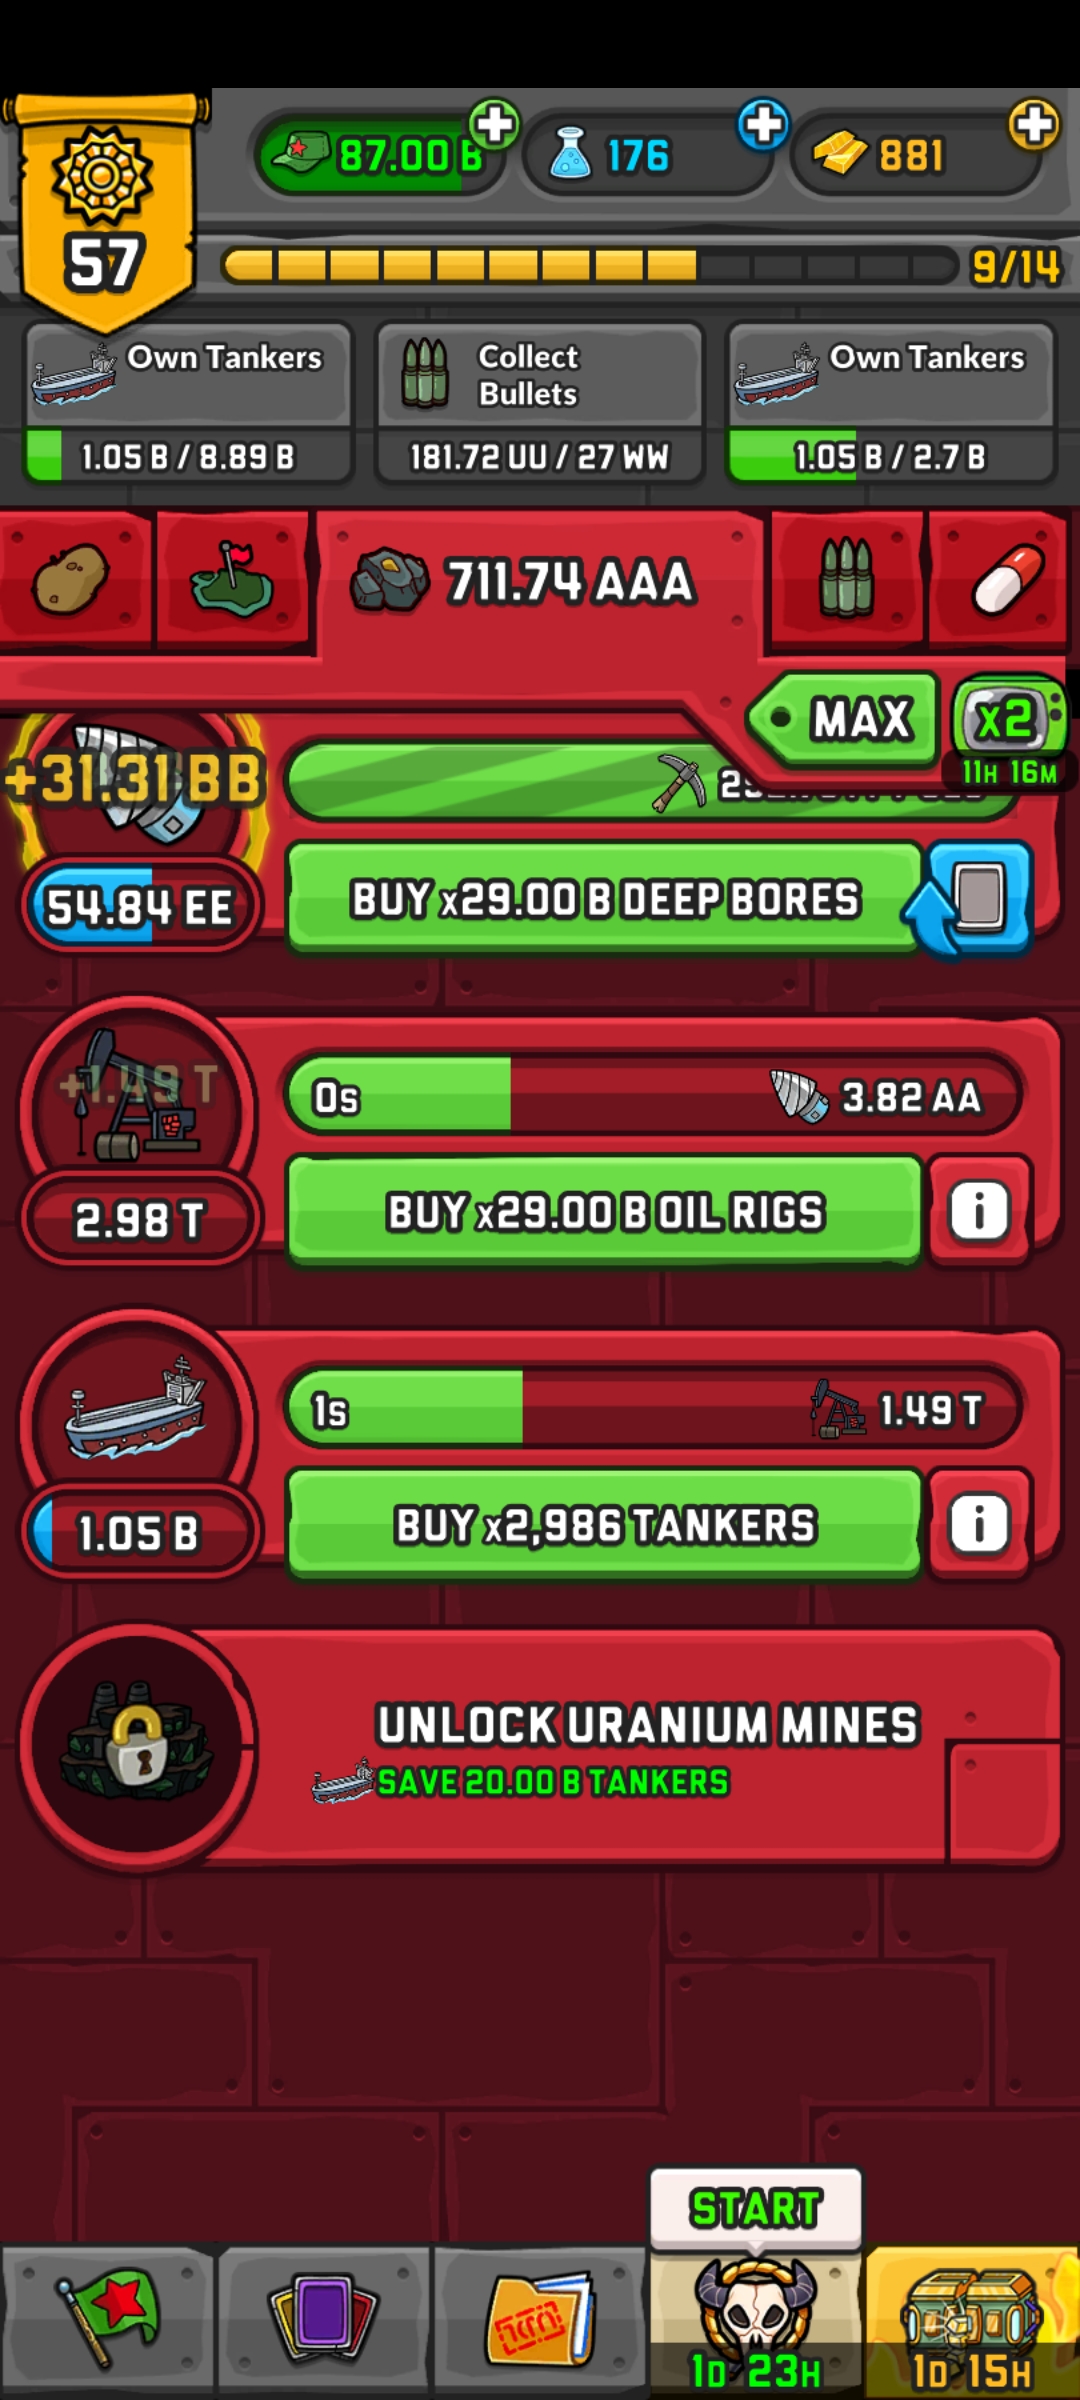 57
87.00 B
176
881
9/14
Own Tankers
1.05 B / 8.89 B
Collect
Bullets
181.72 UU / 27 WW
Own Tankers
1.05 B / 2.7 B
711.74 AAA
MAX
x2
11H 16M
+31.31 BB
54.84 EE
BUY x29.00 B DEEP BORES
+1.49 T
0s
3.82 AA
2.98 T
BUY x29.00 B OIL RIGS
i
1s
1.49 T
1.05 B
BUY x2,986 TANKERS
i
UNLOCK URANIUM MINES
SAVE 20.00 B TANKERS
START
1D 23H
1D 15H